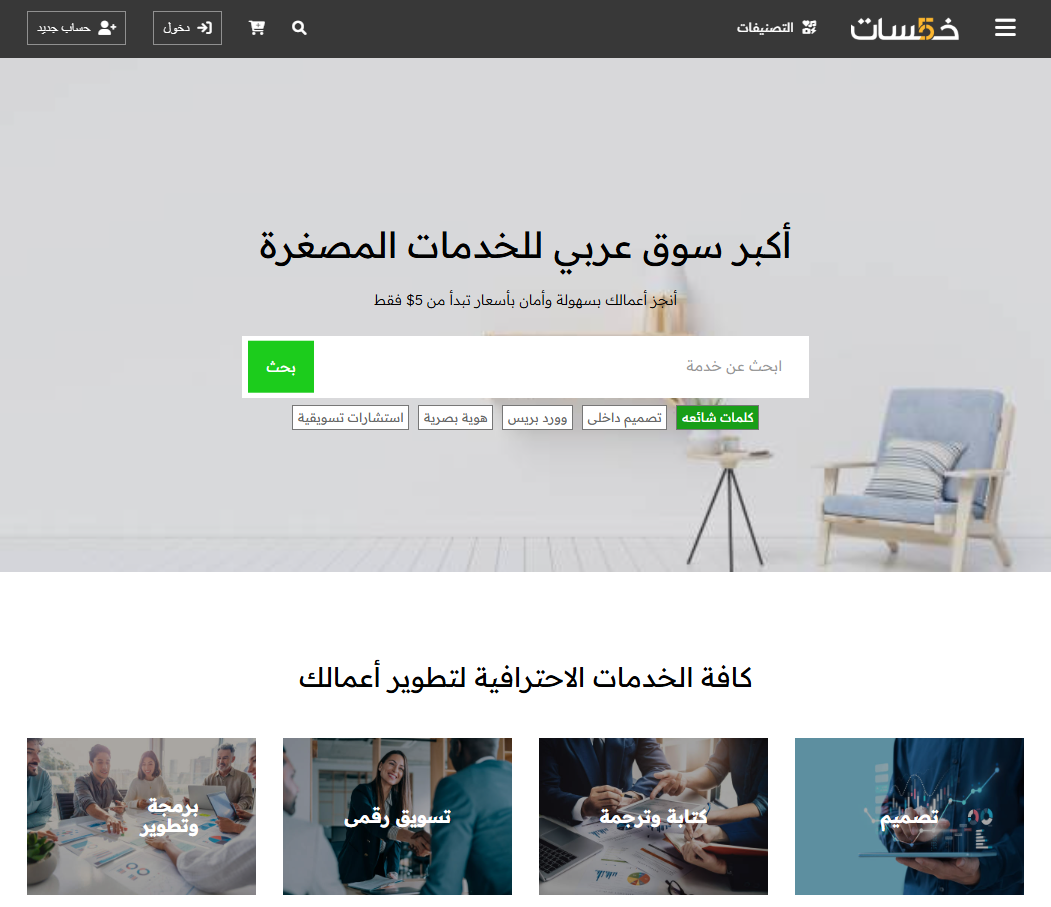 خمسات
التصنيفات
دخول
حساب جديد
أكبر سوق عربي للخدمات المصغرة
أنجز أعمالك بسهولة وأمان بأسعار تبدأ من 5$ فقط
ابحث عن خدمة
بحث
كلمات شائعه
تصميم داخلى
وورد بريس
هوية بصرية
استشارات تسويقية
كافة الخدمات الاحترافية لتطوير أعمالك
تصميم
كتابة وترجمة
تسويق رقمى
برمجة
وتطوير